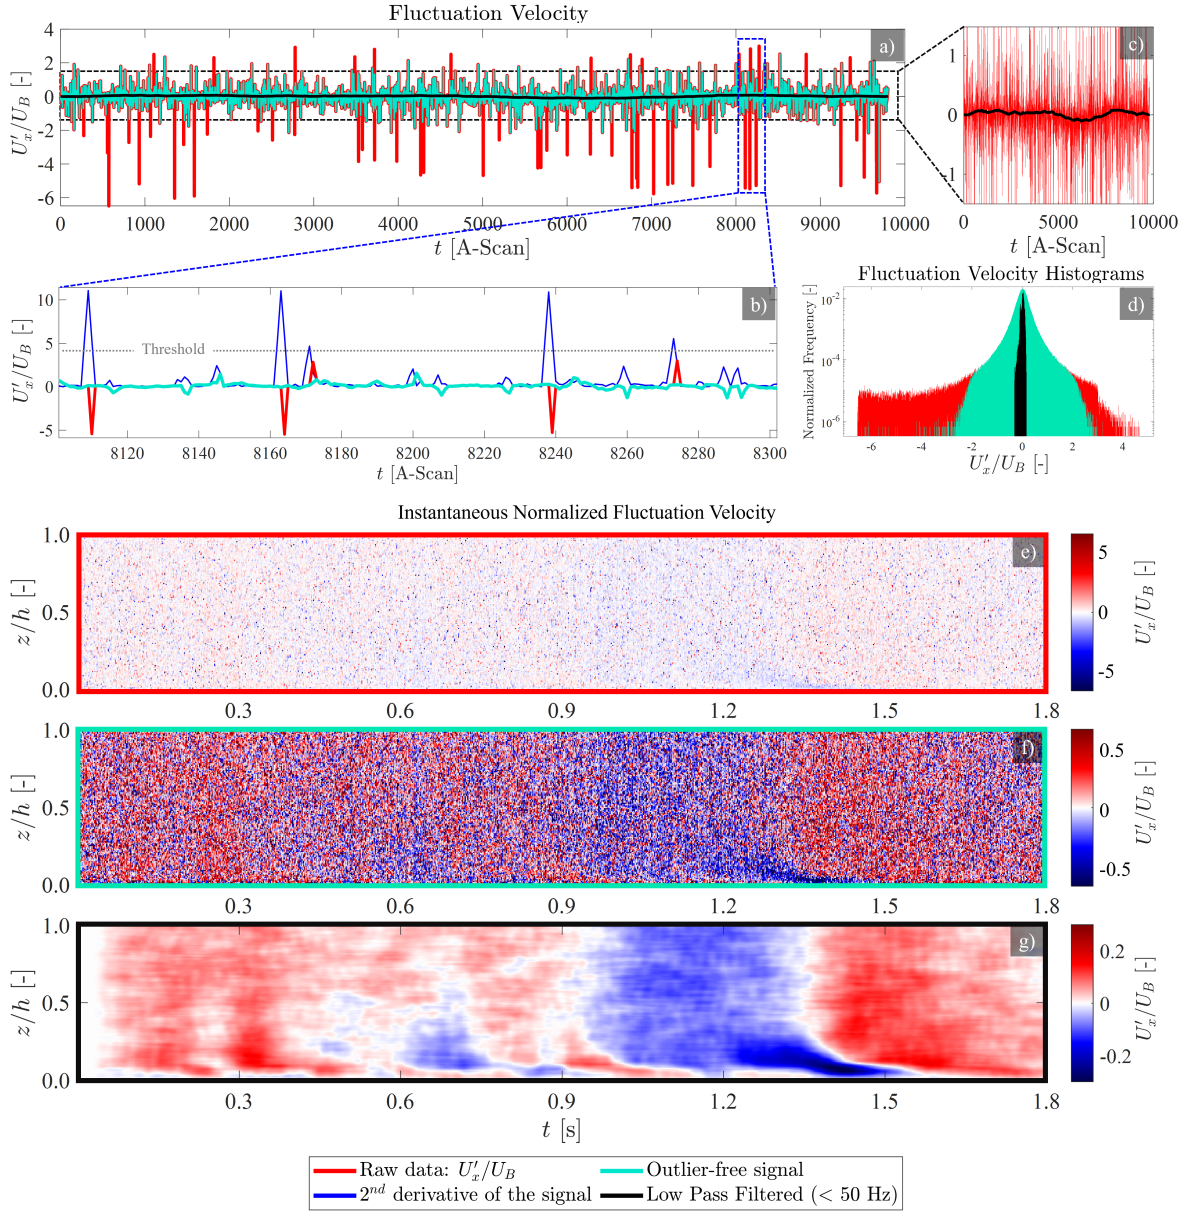 Fluctuation Velocity
U′x/UB [-]
4
2
0
-2
-4
-6
a)
0 1000 2000 3000 4000 5000 6000 7000 8000 9000 10000
t [A-Scan]
c)
1
0
-1
0 5000 10000
t [A-Scan]
b)
U′x/UB [-]
10
5
0
-5
Threshold
8120 8140 8160 8180 8200 8220 8240 8260 8280 8300
t [A-Scan]
Fluctuation Velocity Histograms
d)
Normalized Frequency [-]
10-2
10-4
10-6
-6 -4 -2 0 2 4
U′x/UB [-]
Instantaneous Normalized Fluctuation Velocity
e)
z/h [-]
1.0
0.5
0.0
0.3 0.6 0.9 1.2 1.5 1.8
5
0
-5
U′x/UB [-]
f)
z/h [-]
1.0
0.5
0.0
0.3 0.6 0.9 1.2 1.5 1.8
0.5
0
-0.5
U′x/UB [-]
g)
z/h [-]
1.0
0.5
0.0
0.3 0.6 0.9 1.2 1.5 1.8
t [s]
0.2
0
-0.2
U′x/UB [-]
Raw data: U′x/UB
Outlier-free signal
2nd derivative of the signal
Low Pass Filtered (< 50 Hz)